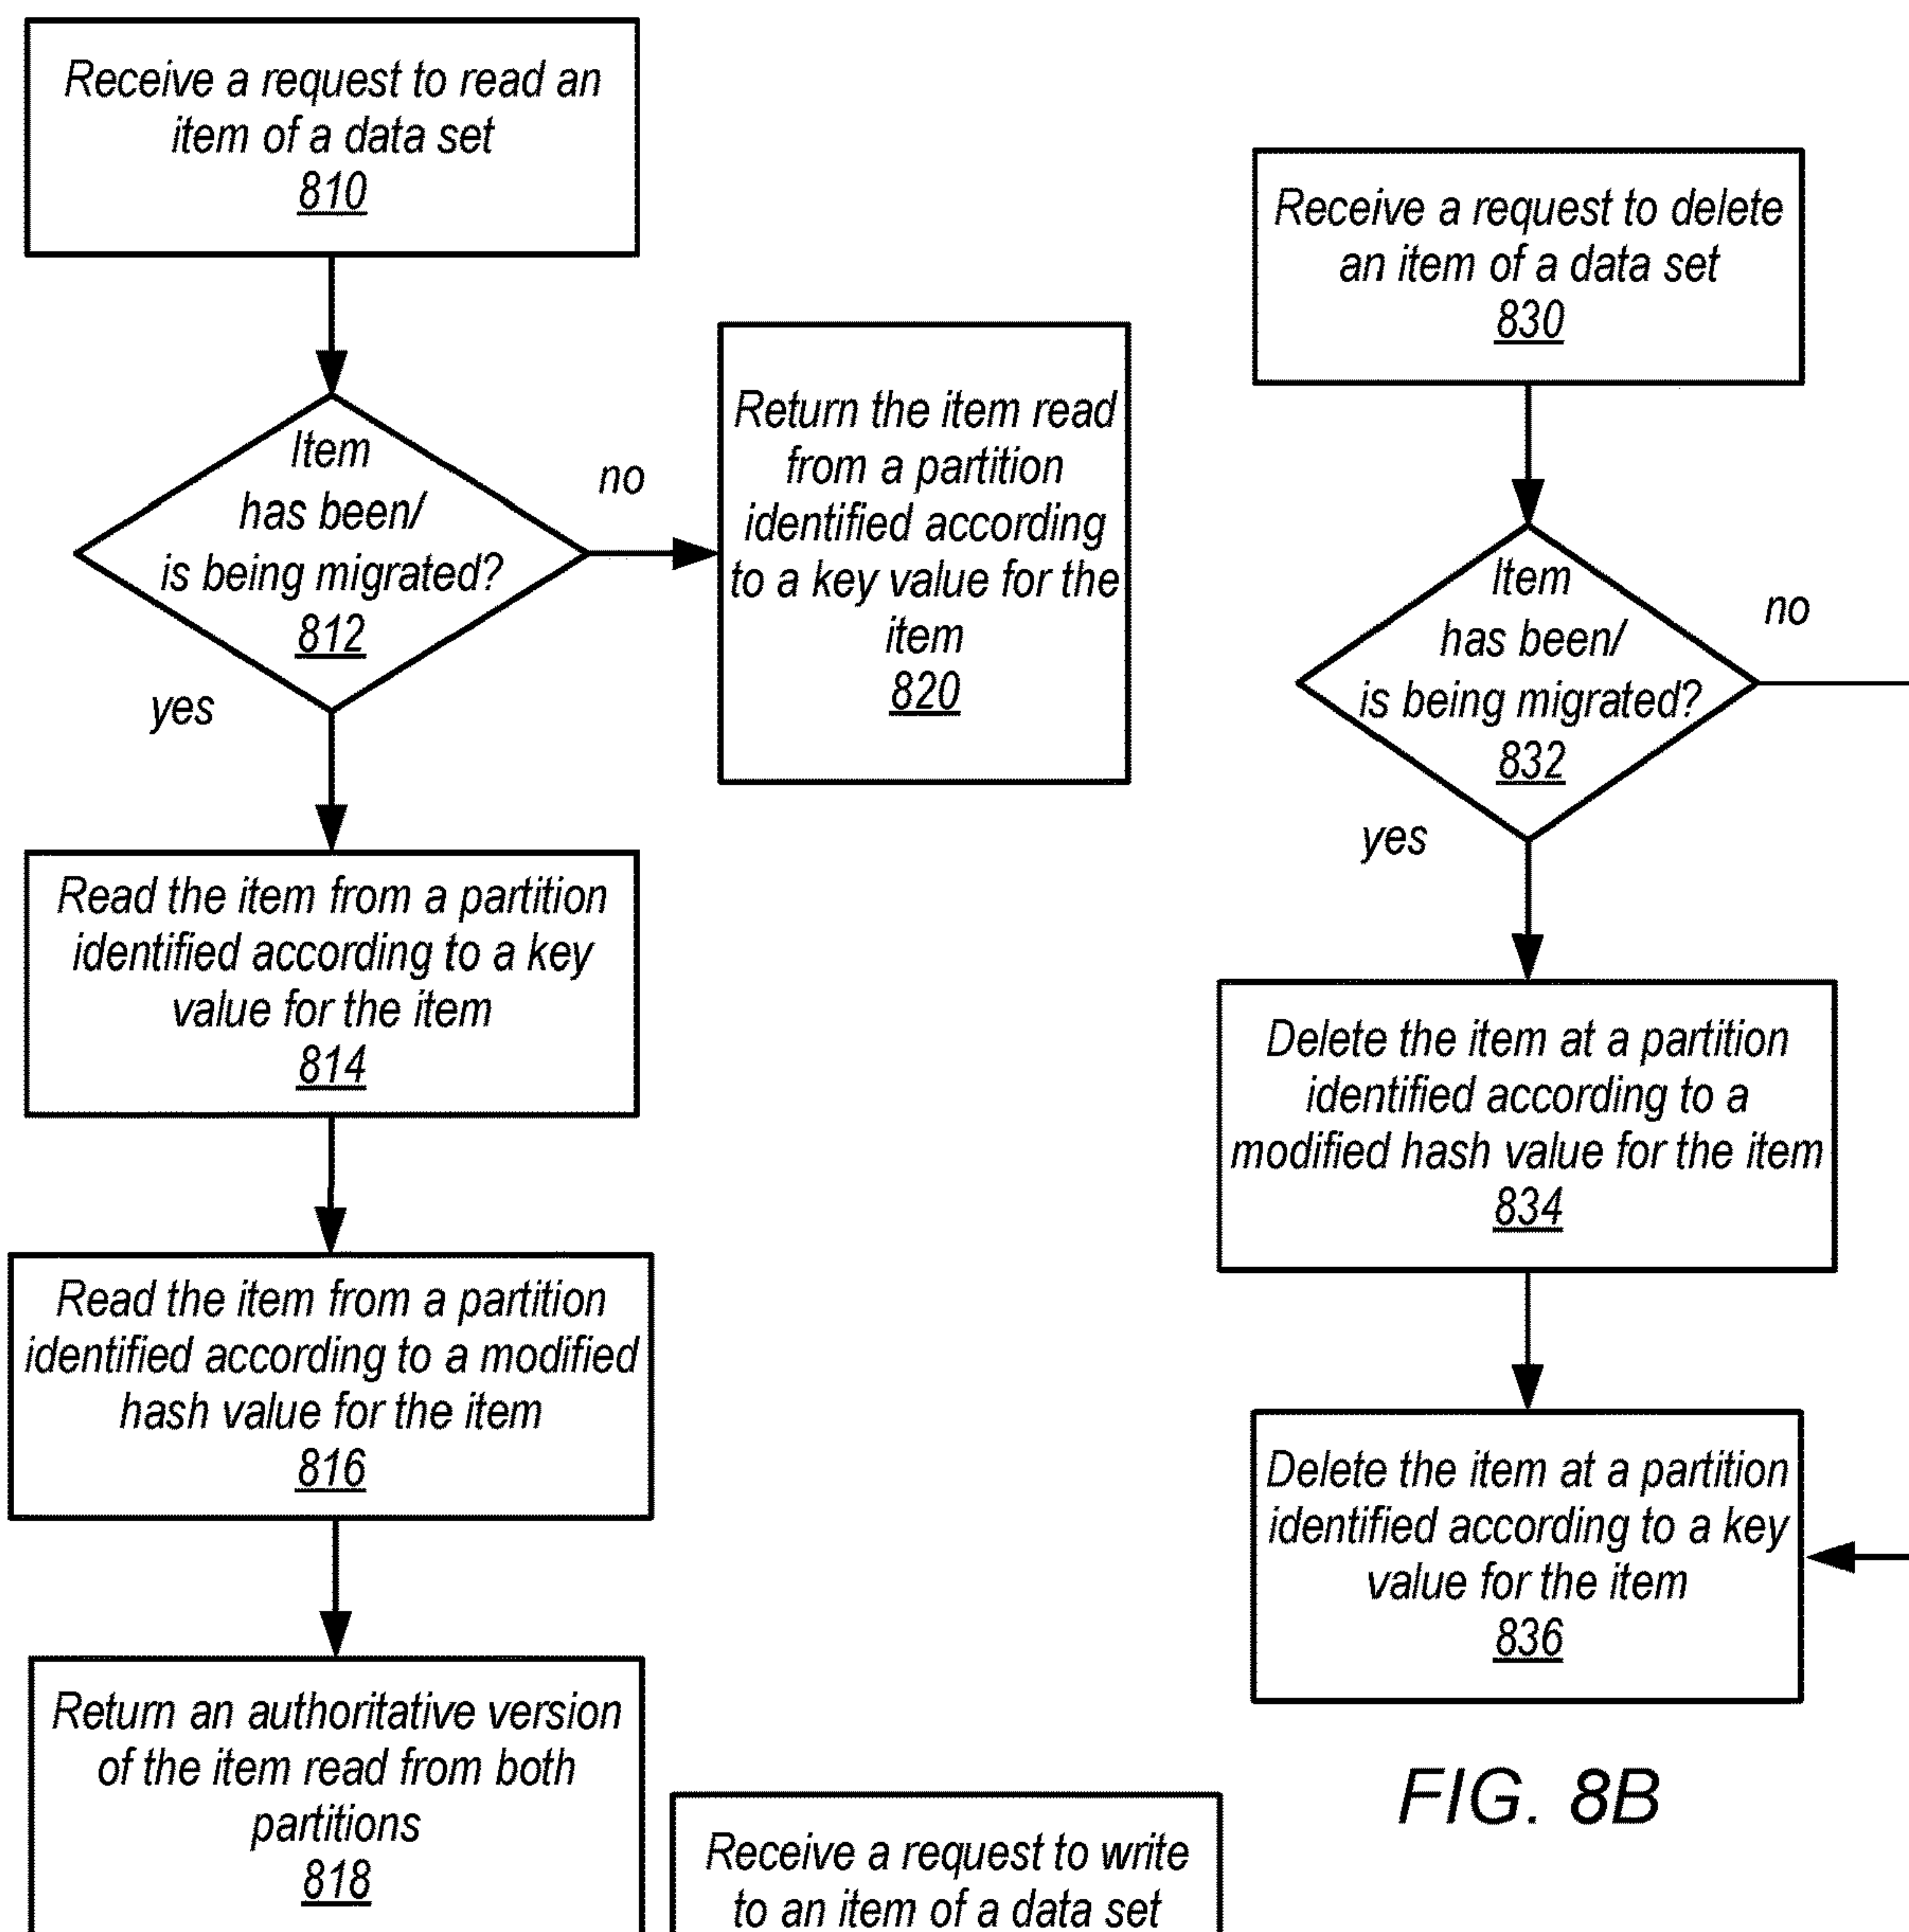 Receive a request to read an
item of a data set
810
Item
has been/
is being migrated?
812
no
yes
Return the item read
from a partition
identified according
to a key value for the
item
820
Read the item from a partition
identified according to a key
value for the item
814
Read the item from a partition
identified according to a modified
hash value for the item
816
Return an authoritative version
of the item read from both
partitions
818
Receive a request to delete
an item of a data set
830
Item
has been/
is being migrated?
832
no
yes
Delete the item at a partition
identified according to a
modified hash value for the item
834
Delete the item at a partition
identified according to a key
value for the item
836
FIG. 8B
Receive a request to write
to an item of a data set